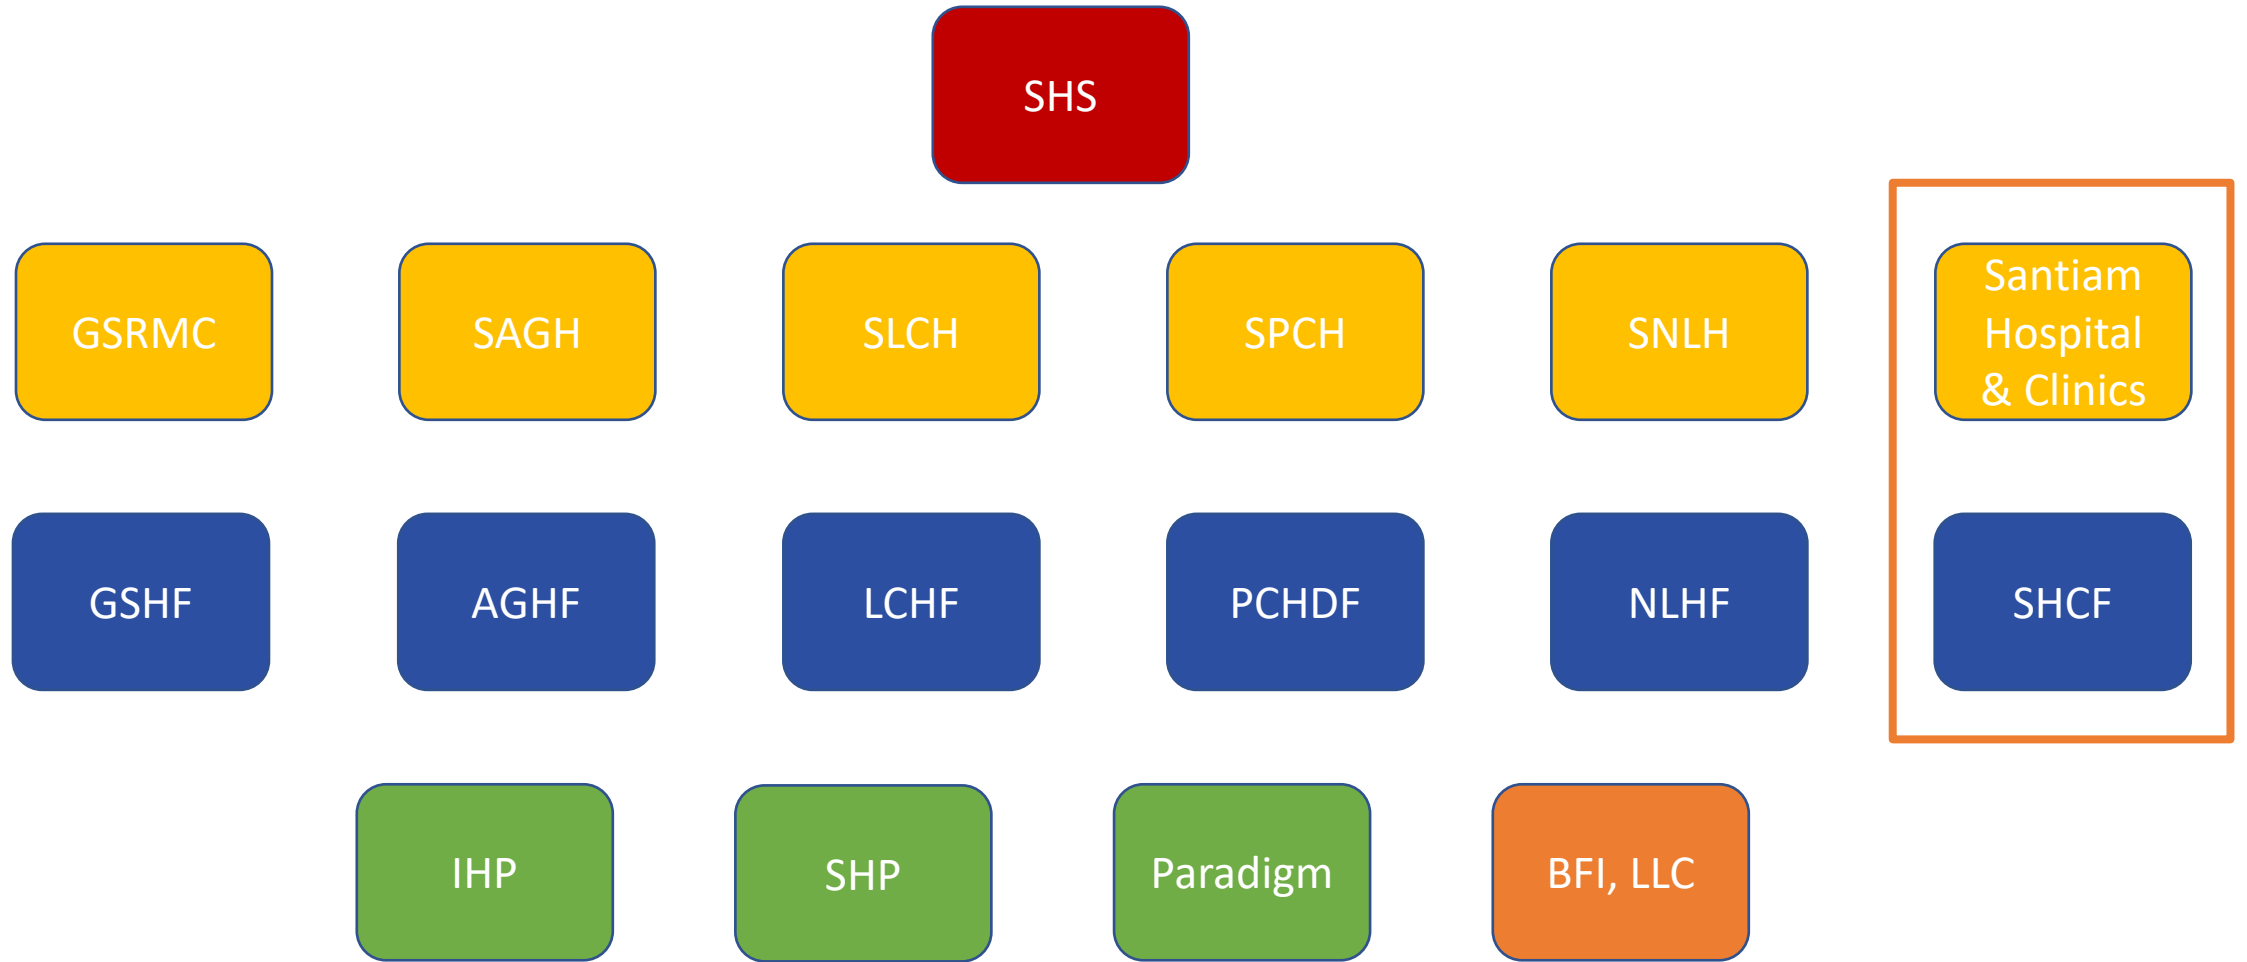 SHS
GSRMC
SAGH
SLCH
SPCH
SNLH
Santiam
Hospital
& Clinics
GSHF
AGHF
LCHF
PCHDF
NLHF
SHCF
IHP
SHP
Paradigm
BFI, LLC